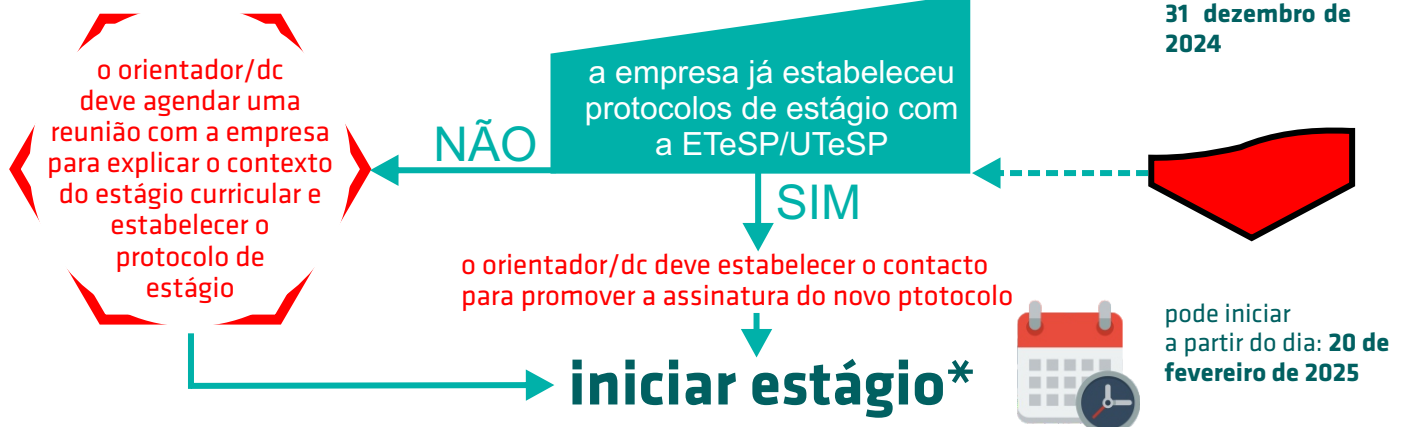 31 dezembro de
2024
o orientador/dc
deve agendar uma
reunião com a empresa
para explicar o contexto
do estágio curricular e
estabelecer o
protocolo de
estágio
NÃO
a empresa já estabeleceu
protocolos de estágio com
a ETeSP/UTeSP
SIM
o orientador/dc deve estabelecer o contacto
para promover a assinatura do novo ptotocolo
iniciar estágio*
pode iniciar
a partir do dia: 20 de
fevereiro de 2025